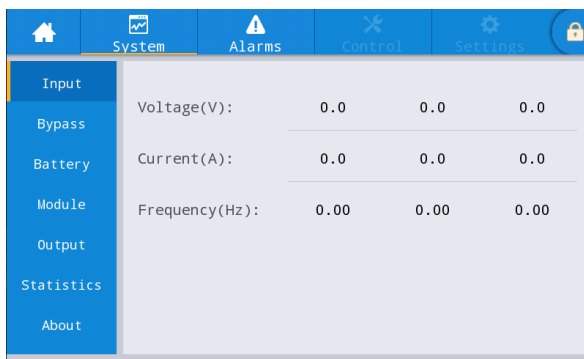 System Alarms Control Settings
Input
Bypass
Battery
Module
Output
Statistics
About
Voltage(V): 0.0 0.0 0.0
Current(A): 0.0 0.0 0.0
Frequency(Hz): 0.00 0.00 0.00